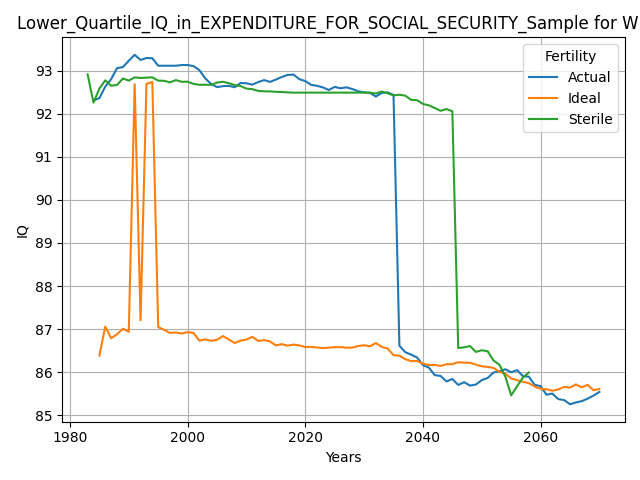 Lower_Quartile_IQ_in_EXPENDITURE_FOR_SOCIAL_SECURITY_Sample for W
Fertility
Actual
Ideal
Sterile
93
92
91
90
89
88
87
86
85
IQ
1980
2000
2020
2040
2060
Years